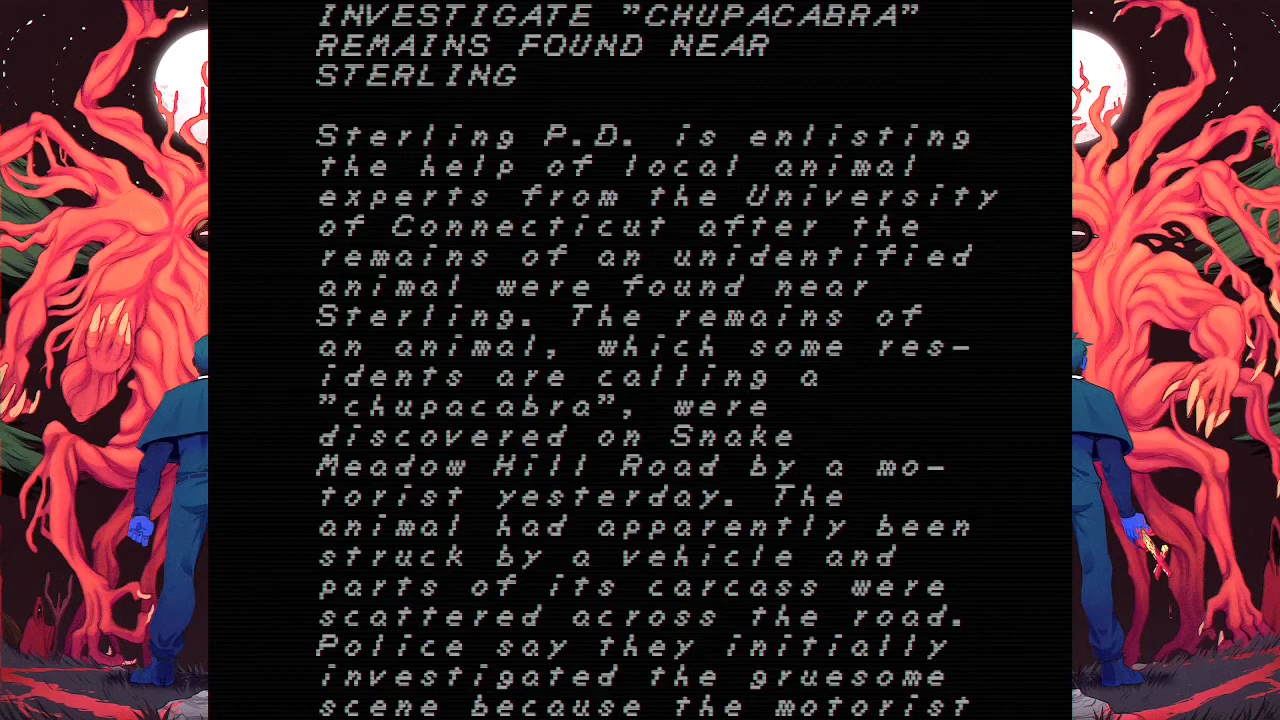 INVESTIGATE "CHUPACABRA"
REMAINS FOUND NEAR
STERLING
Sterling P.D. is enlisting
the help of local animal
experts from the University
of Connecticut after the
remains of an unidentified
animal were found near
Sterling. The remains of
an animal, which some res-
idents are calling a
"chupacabra", were
discovered on Snake
Meadow Hill Road by a mo-
torist yesterday. The
animal had apparently been
struck by a vehicle and
parts of its carcass were
scattered across the road.
Police say they initially
investigated the gruesome
scene because the motorist